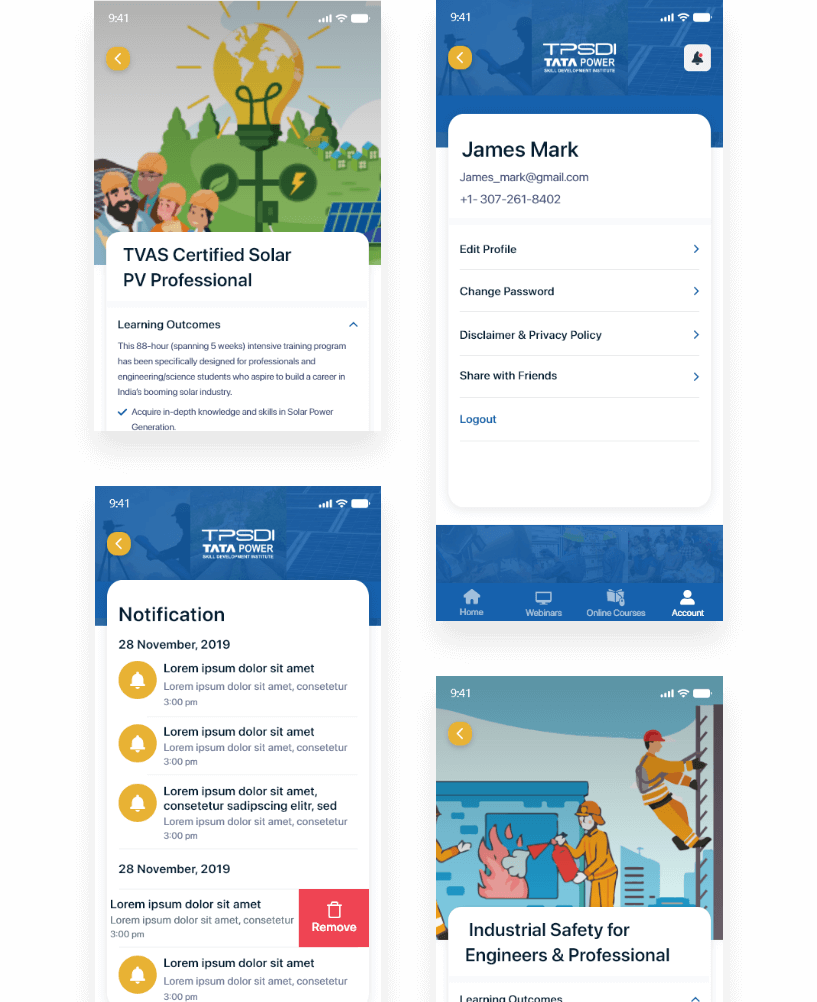 9:41
TVAS Certified Solar
PV Professional
Learning Outcomes
This 88-hour (spanning 5 weeks) intensive training program
has been specifically designed for professionals and
engineering/science students who aspire to build a career in
India's booming solar industry.
Acquire in-depth knowledge and skills in Solar Power
Generation.
9:41
TPSDI
TATA POWER
SKILL DEVELOPMENT INSTITUTE
James Mark
James_mark@gmail.com
+1- 307-261-8402
Edit Profile
Change Password
Disclaimer & Privacy Policy
Share with Friends
Logout
Home
Webinars
Online Courses
Account
9:41
TPSDI
TATA POWER
SKILL DEVELOPMENT INSTITUTE
Notification
28 November, 2019
Lorem ipsum dolor sit amet
Lorem ipsum dolor sit amet, consetetur
3:00 pm
Lorem ipsum dolor sit amet
Lorem ipsum dolor sit amet, consetetur
3:00 pm
Lorem ipsum dolor sit amet,
consetetur sadipscing elitr, sed
Lorem ipsum dolor sit amet, consetetur
3:00 pm
28 November, 2019
Lorem ipsum dolor sit amet
Lorem ipsum dolor sit amet, consetetur
3:00 pm
Remove
Lorem ipsum dolor sit amet
Lorem ipsum dolor sit amet, consetetur
3:00 pm
9:41
Industrial Safety for
Engineers & Professional
Learning Outcomes